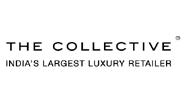 THE COLLECTIVE®
INDIA'S LARGEST LUXURY RETAILER